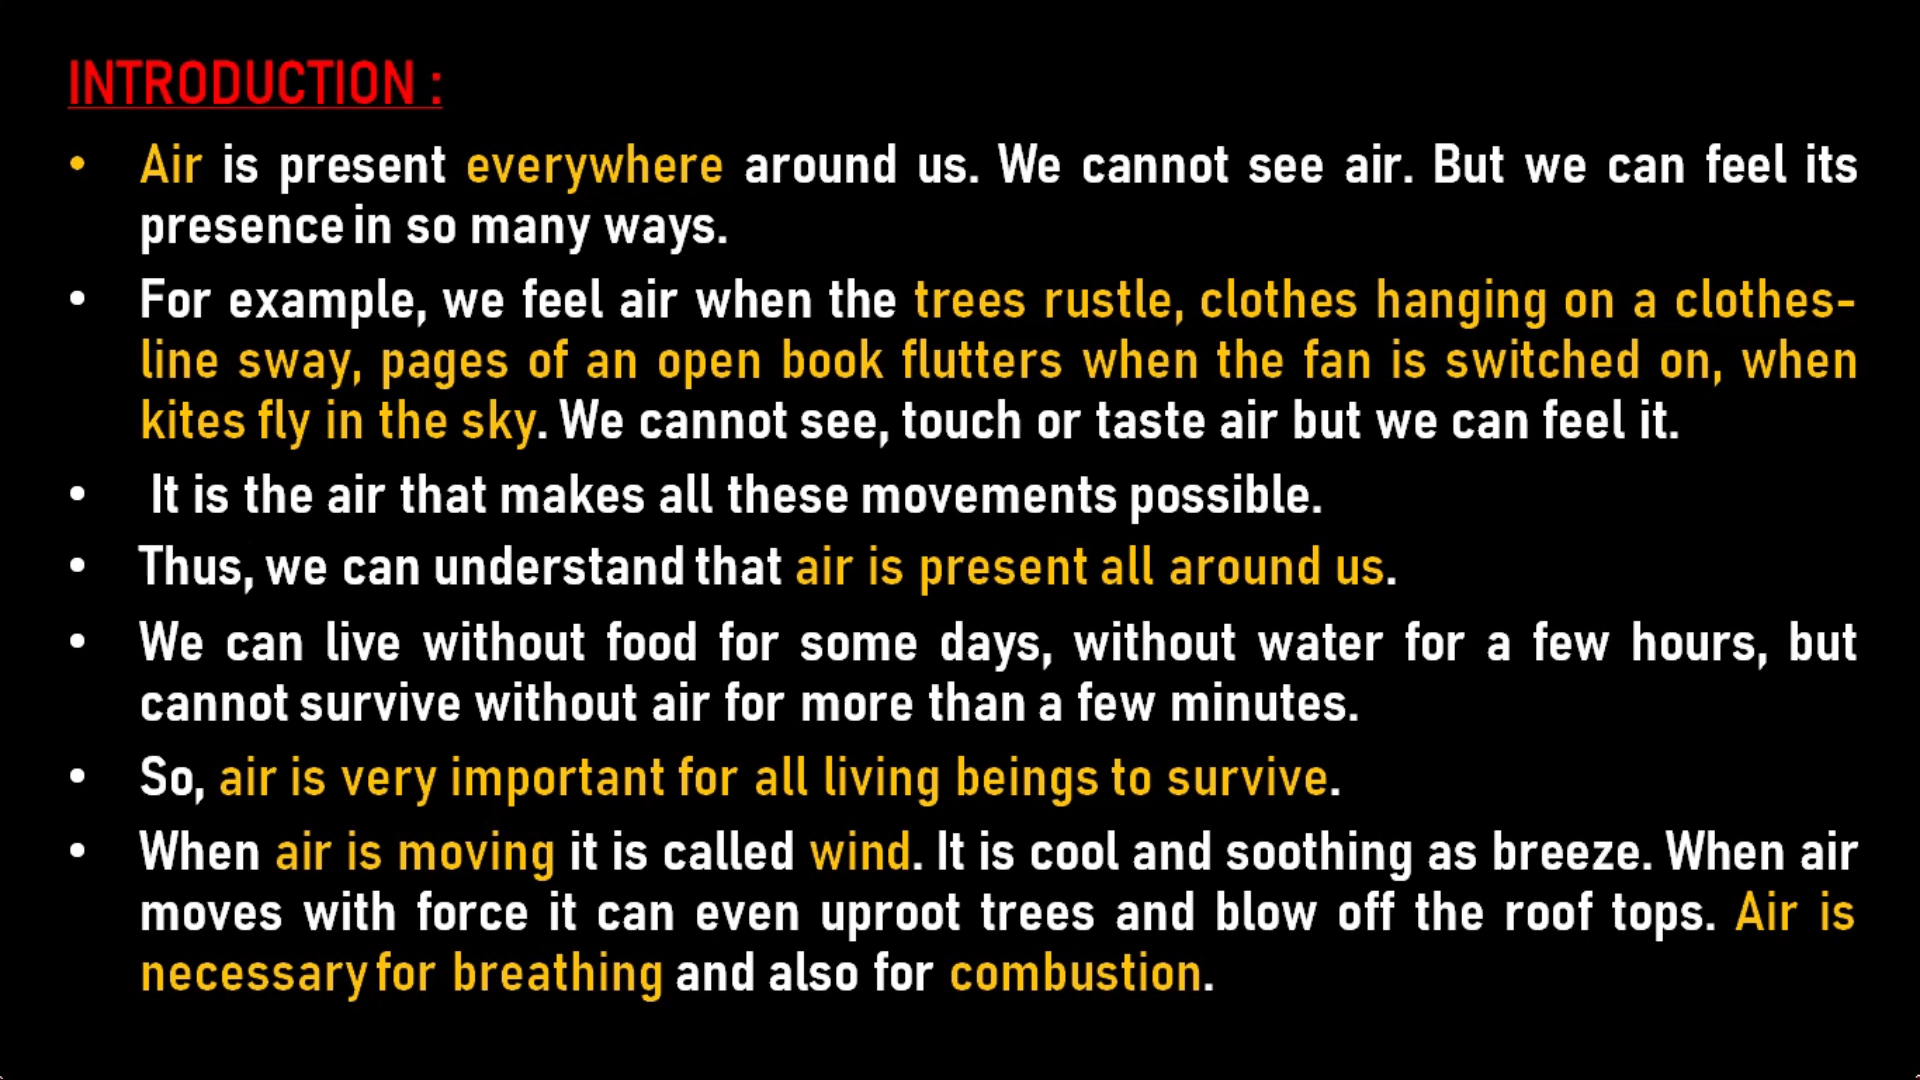 INTRODUCTION :
• Air is present everywhere around us. We cannot see air. But we can feel its
presence in so many ways.
• For example, we feel air when the trees rustle, clothes hanging on a clothes-
line sway, pages of an open book flutters when the fan is switched on, when
kites fly in the sky. We cannot see, touch or taste air but we can feel it.
• It is the air that makes all these movements possible.
• Thus, we can understand that air is present all around us.
• We can live without food for some days, without water for a few hours, but
cannot survive without air for more than a few minutes.
• So, air is very important for all living beings to survive.
• When air is moving it is called wind. It is cool and soothing as breeze. When air
moves with force it can even uproot trees and blow off the roof tops. Air is
necessary for breathing and also for combustion.